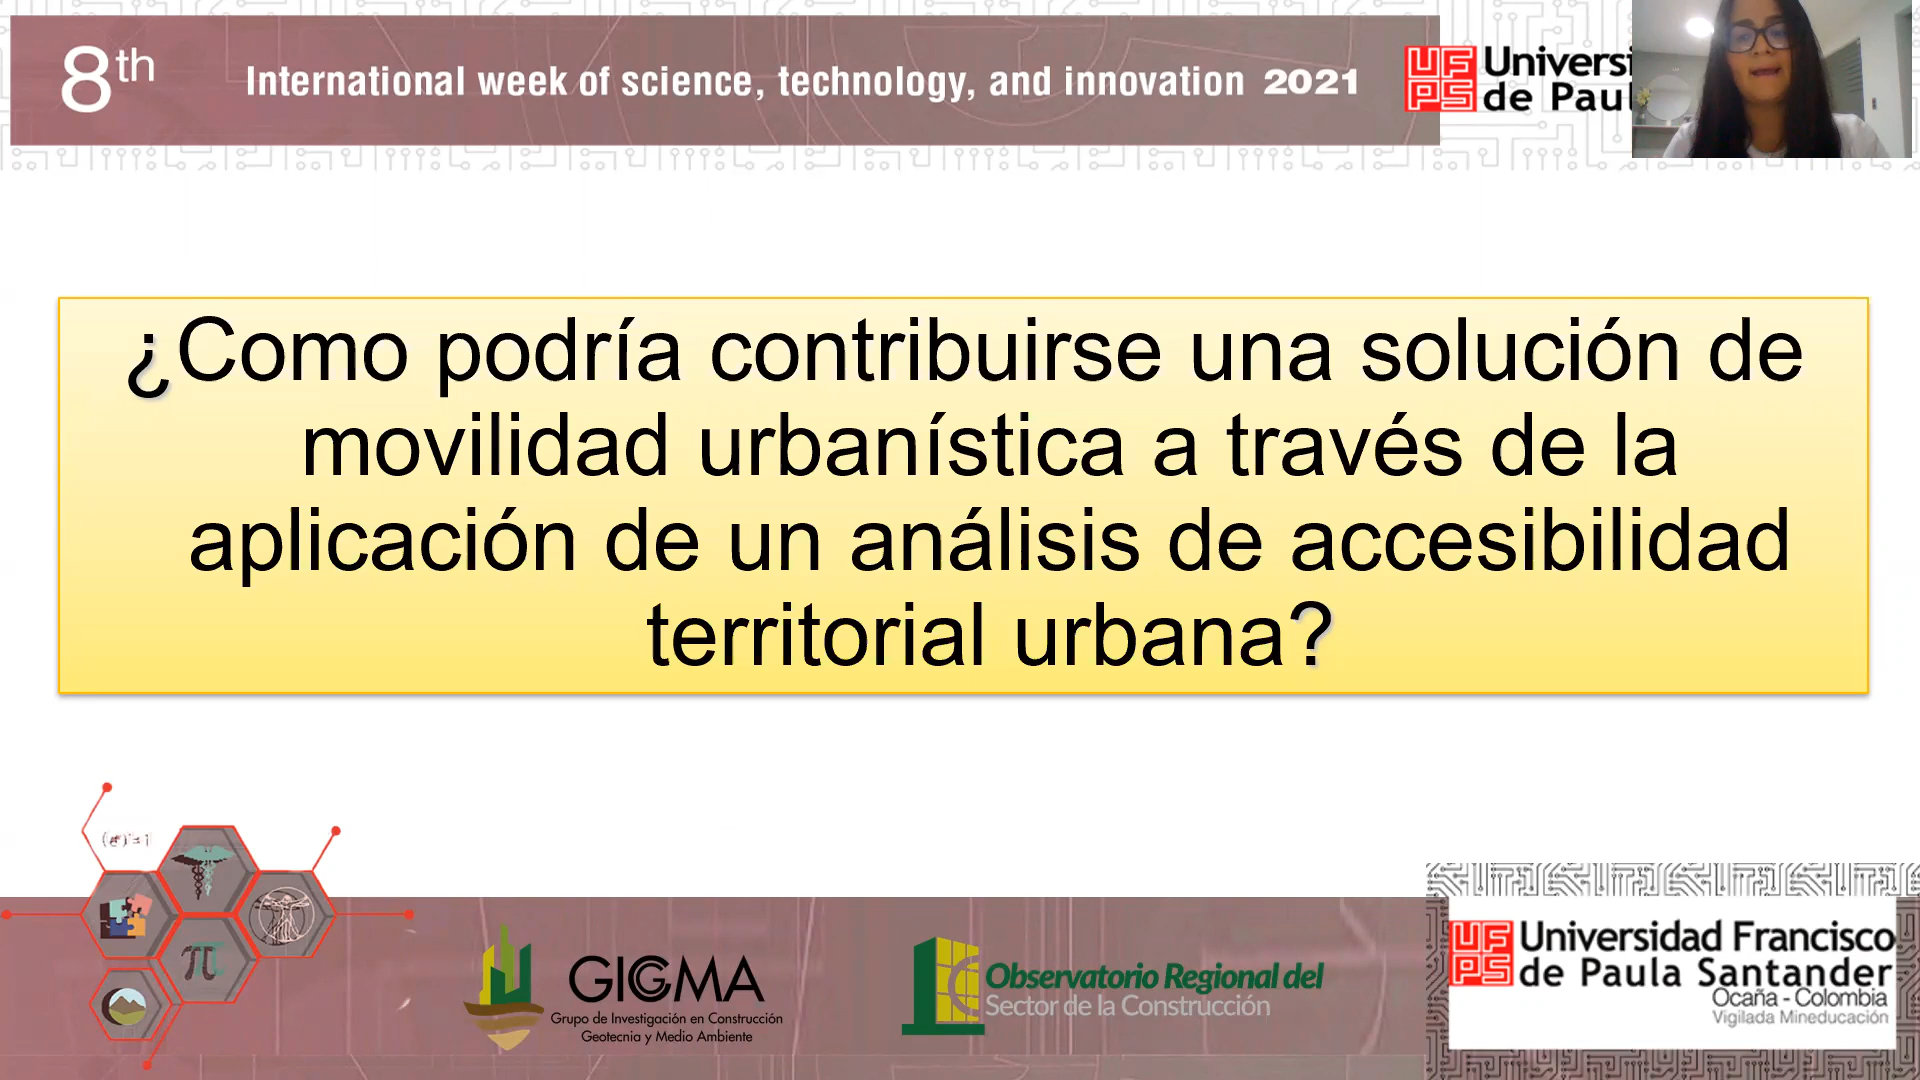 8th
International week of science, technology, and innovation 2021
UFPS
de
¿Como podría contribuirse una solución de
movilidad urbanística a través de la
aplicación de un análisis de accesibilidad
territorial urbana?
π
GIGMA
Grupo de Investigación en Construcción
Geotecnia y Medio Ambiente
Observatorio Regional del
Sector de la Construcción
UFPS
Universidad Francisco
de Paula Santander
Ocaña - Colombia
Vigilada Mineducación